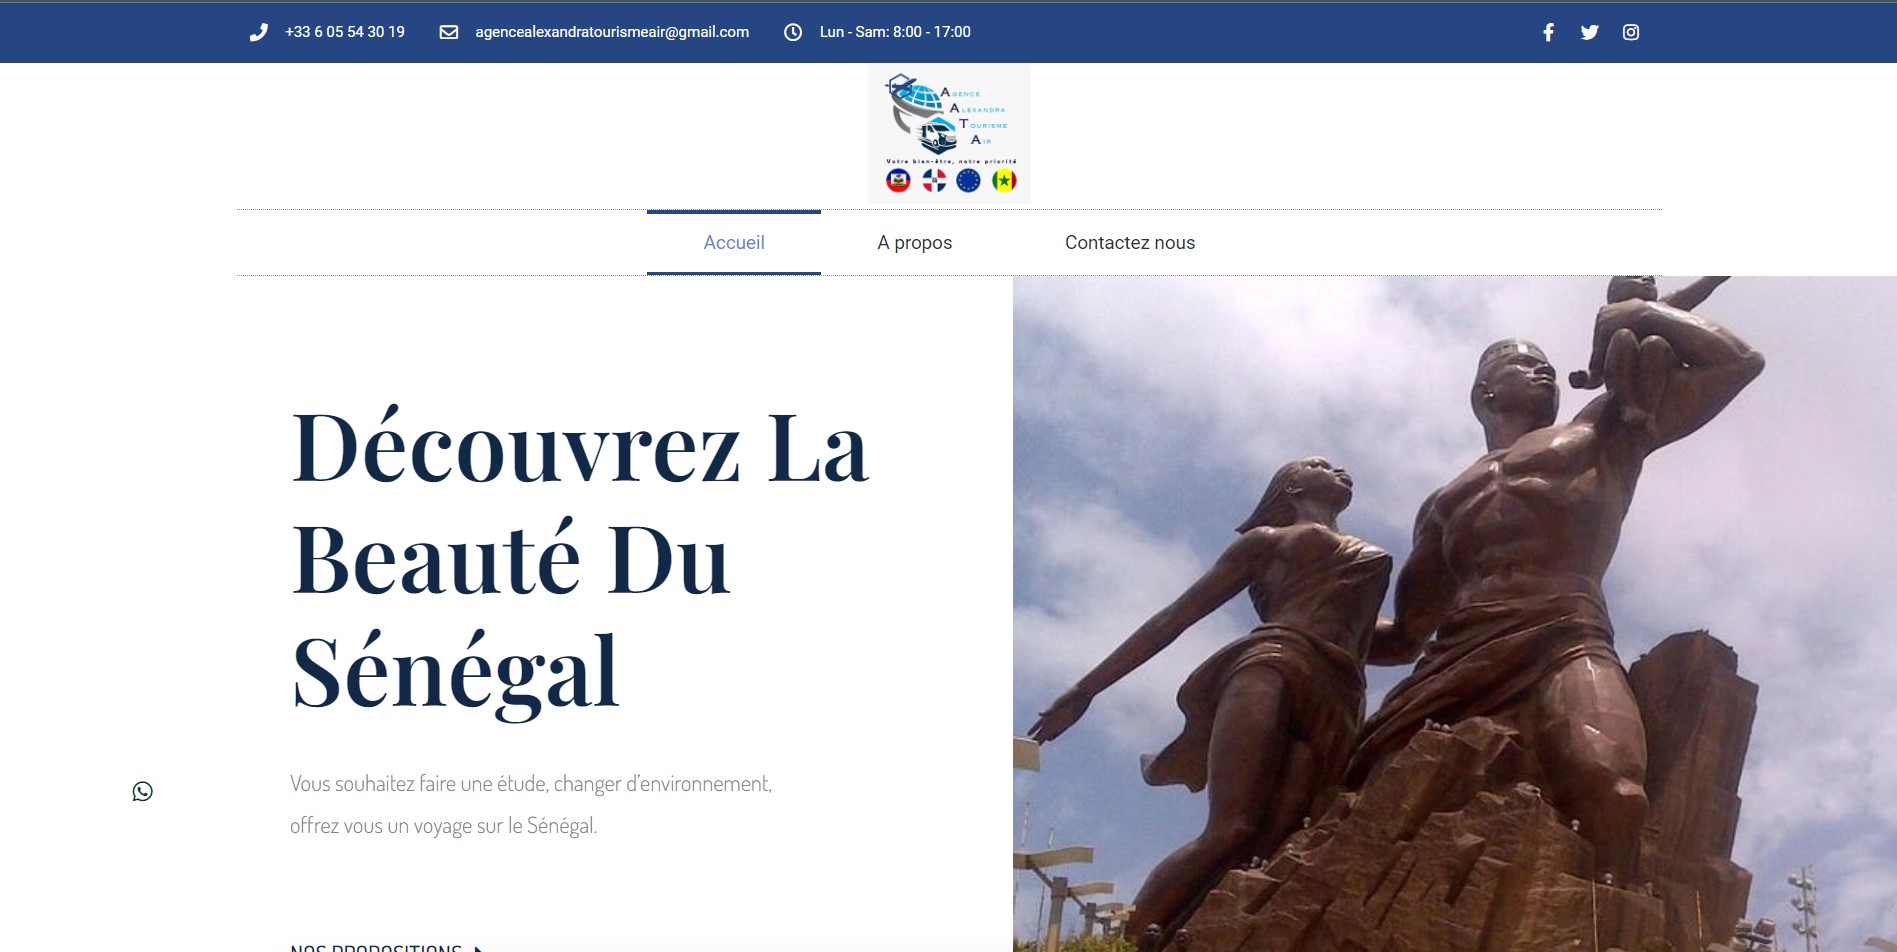 +33 6 05 54 30 19
agencealexandratourismeair@gmail.com
Lun - Sam: 8:00 - 17:00
AGENCE
ALEXANDRA
TOURISME
AIR
Votre bien-être, notre priorité
Accueil
A propos
Contactez nous
Découvrez La
Beauté Du
Sénégal
Vous souhaitez faire une étude, changer d’environnement,
offrez vous un voyage sur le Sénégal.
NOS PROPOSITIONS